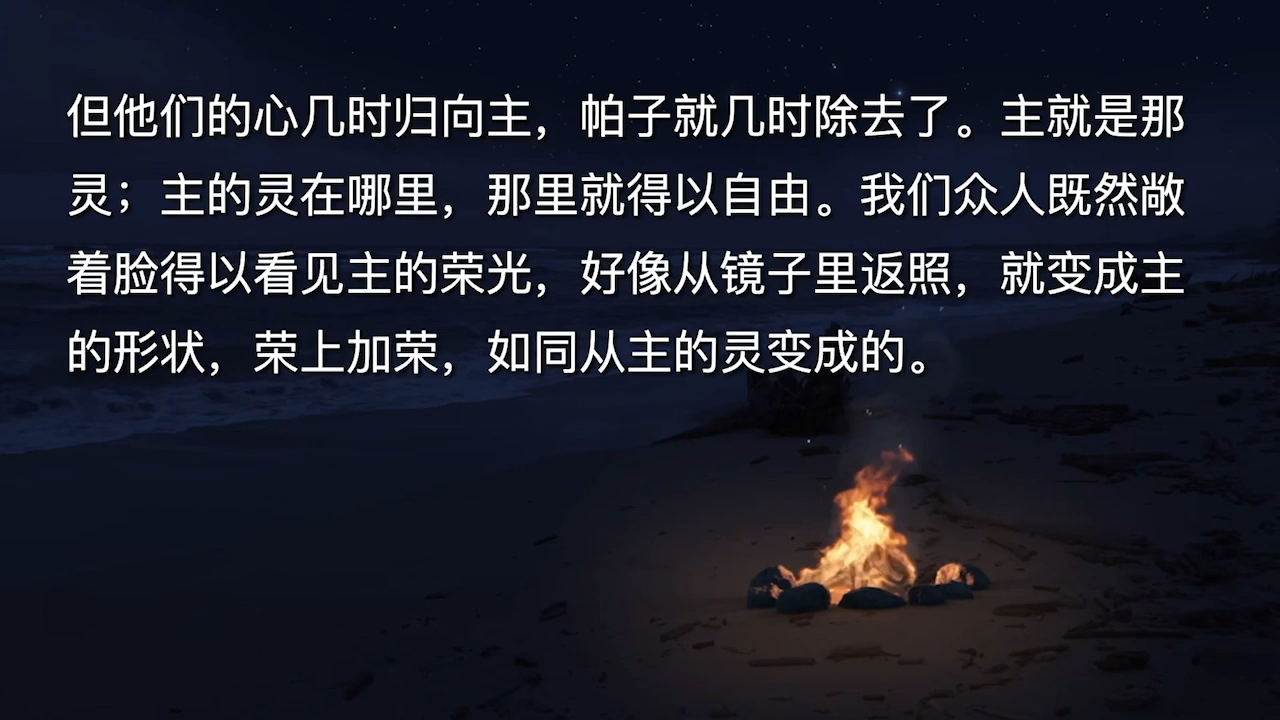 但他们的心几时归向主，帕子就几时除去了。主就是那
灵；主的灵在哪里，那里就得以自由。我们众人既然敞
着脸得以看见主的荣光，好像从镜子里返照，就变成主
的形状，荣上加荣，如同从主的灵变成的。